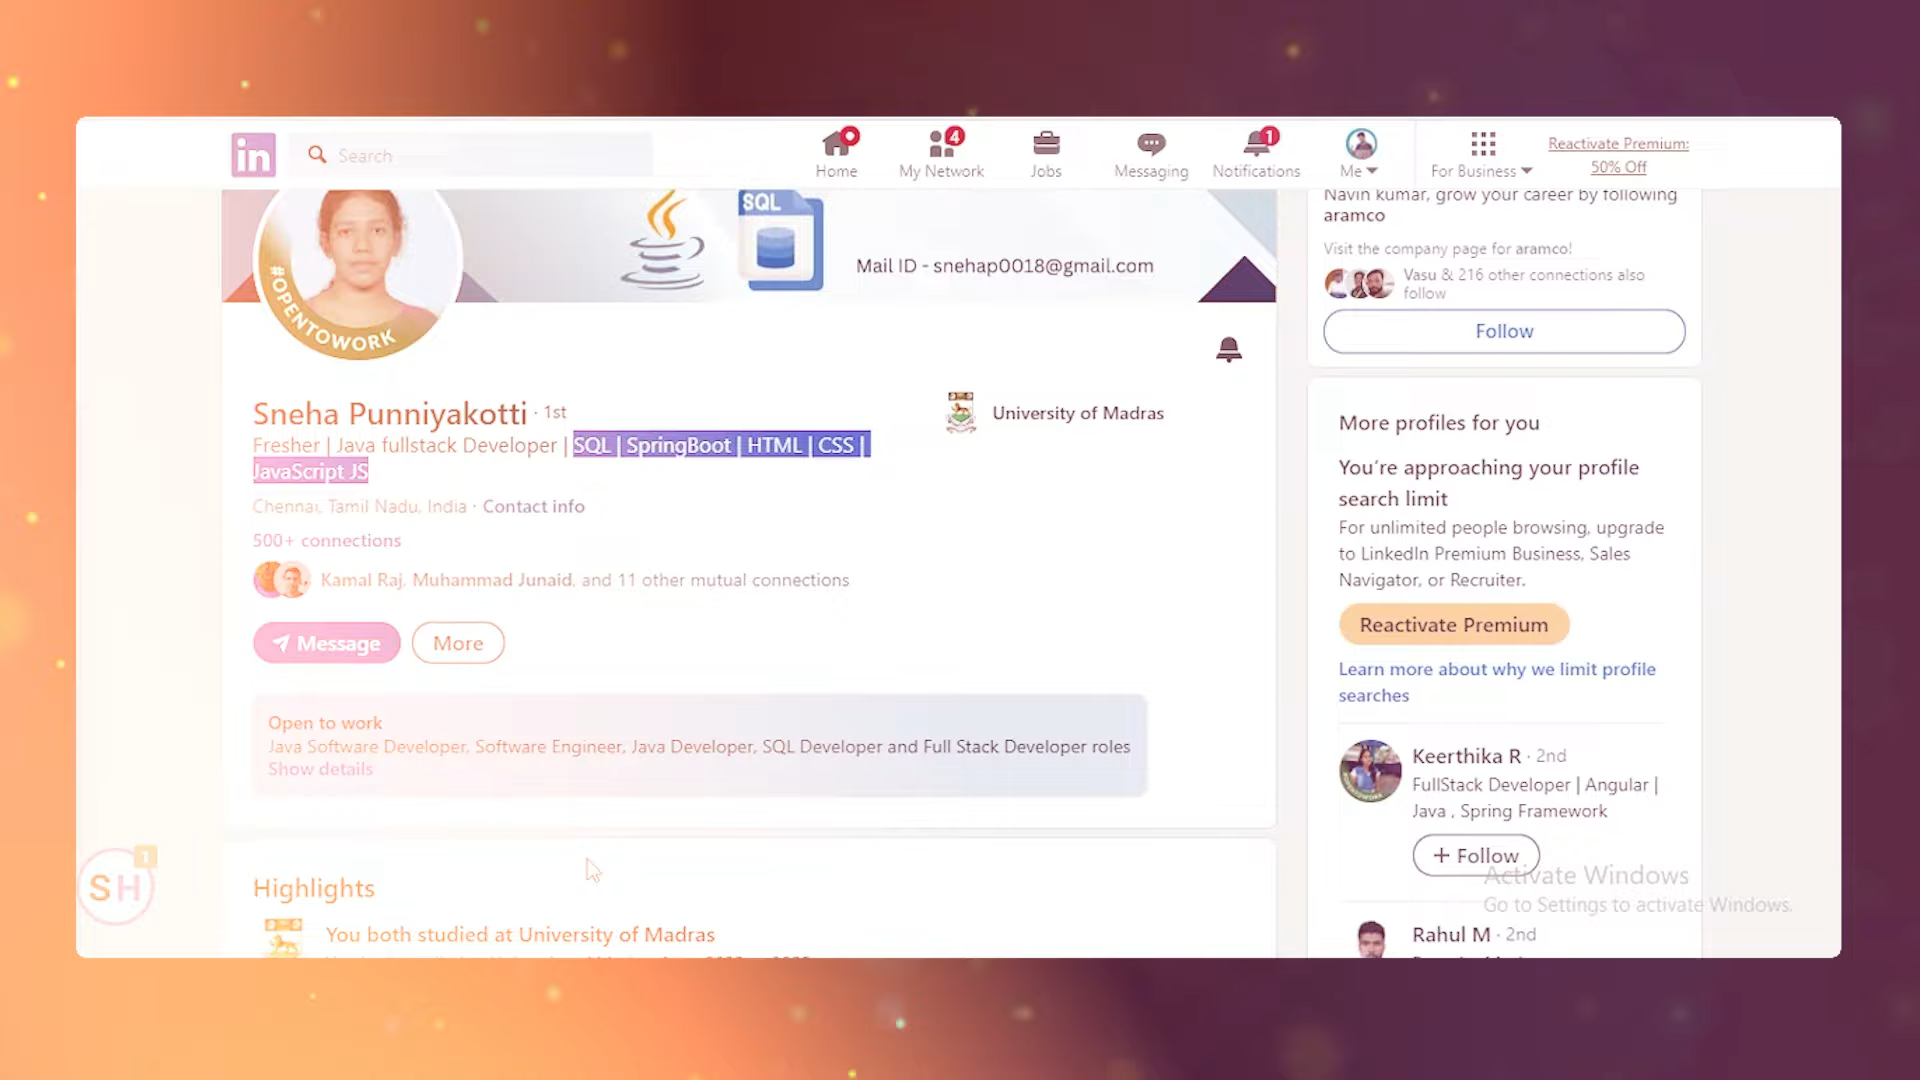 in
Search
Home
4
My Network
Jobs
Messaging
1
Notifications
Me
For Business
Reactivate Premium:
50% Off
#OPENTOWORK
SQL
Mail ID - snehap0018@gmail.com
Sneha Punniyakotti · 1st
Fresher | Java fullstack Developer | SQL | SpringBoot | HTML | CSS |
JavaScript JS
Chennai, Tamil Nadu, India · Contact info
500+ connections
Kamal Raj, Muhammad Junaid, and 11 other mutual connections
Message
More
University of Madras
Open to work
Java Software Developer, Software Engineer, Java Developer, SQL Developer and Full Stack Developer roles
Show details
Highlights
You both studied at University of Madras
SH
1
Navin kumar, grow your career by following
aramco
Visit the company page for aramco!
Vasu & 216 other connections also
follow
Follow
More profiles for you
You're approaching your profile
search limit
For unlimited people browsing, upgrade
to LinkedIn Premium Business, Sales
Navigator, or Recruiter.
Reactivate Premium
Learn more about why we limit profile
searches
Keerthika R · 2nd
FullStack Developer | Angular |
Java , Spring Framework
+ Follow
Activate Windows
Go to Settings to activate Windows.
Rahul M · 2nd